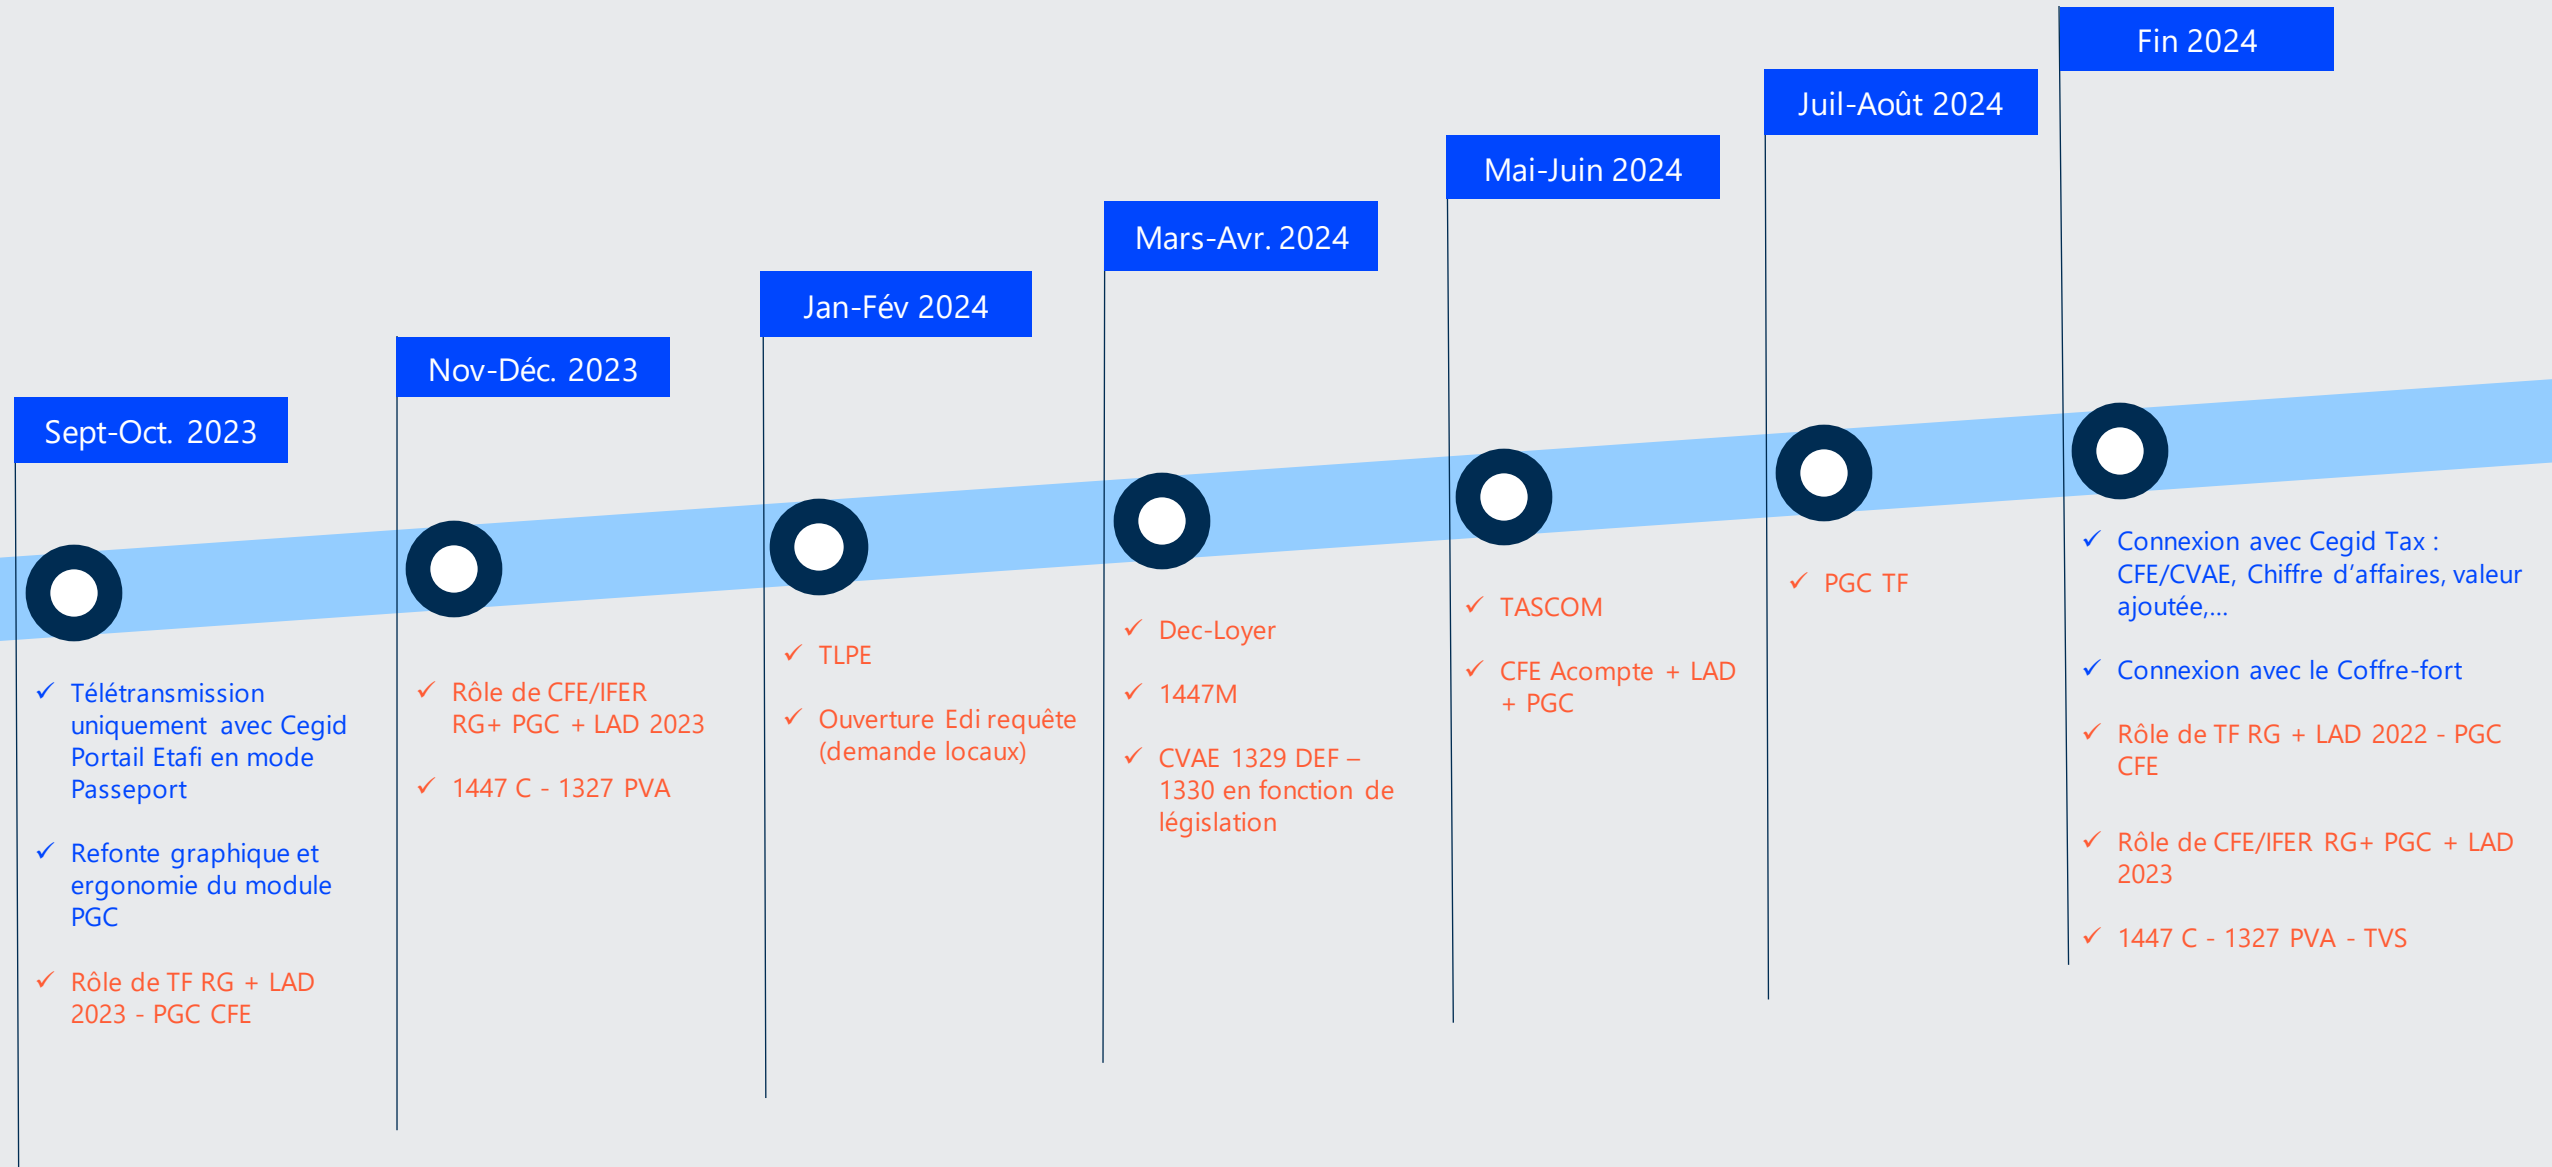 Sept-Oct. 2023
✓ Télétransmission
uniquement avec Cegid
Portail Etafi en mode
Passeport
✓ Refonte graphique et
ergonomie du module
PGC
✓ Rôle de TF RG + LAD
2023 - PGC CFE
Nov-Déc. 2023
✓ Rôle de CFE/IFER
RG+ PGC + LAD 2023
✓ 1447 C - 1327 PVA
Jan-Fév 2024
✓ TLPE
✓ Ouverture Edi requête
(demande locaux)
Mars-Avr. 2024
✓ Dec-Loyer
✓ 1447M
✓ CVAE 1329 DEF –
1330 en fonction de
législation
Mai-Juin 2024
✓ TASCOM
✓ CFE Acompte + LAD
+ PGC
Juil-Août 2024
✓ PGC TF
Fin 2024
✓ Connexion avec Cegid Tax :
CFE/CVAE, Chiffre d’affaires, valeur
ajoutée,…
✓ Connexion avec le Coffre-fort
✓ Rôle de TF RG + LAD 2022 - PGC
CFE
✓ Rôle de CFE/IFER RG+ PGC + LAD
2023
✓ 1447 C - 1327 PVA - TVS